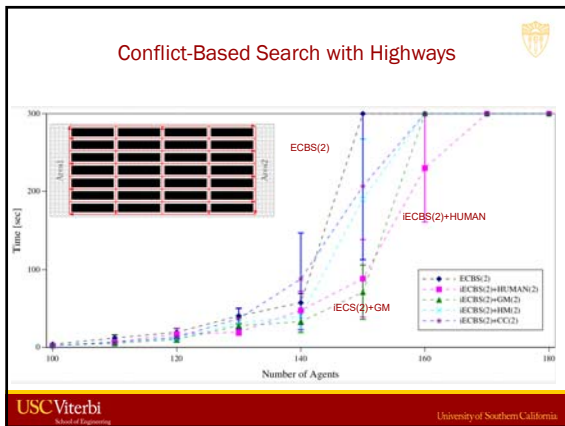 Conflict-Based Search with Highways
300
200
100
0
Time [sec]
Area1
Area2
ECBS(2)
iECBS(2)+HUMAN
iECS(2)+GM
ECBS(2)
iECBS(2)+HUMAN(2)
iECBS(2)+GM(2)
iECBS(2)+HM(2)
iECBS(2)+CC(2)
100
120
140
160
180
Number of Agents
USC Viterbi
School of Engineering
University of Southern California